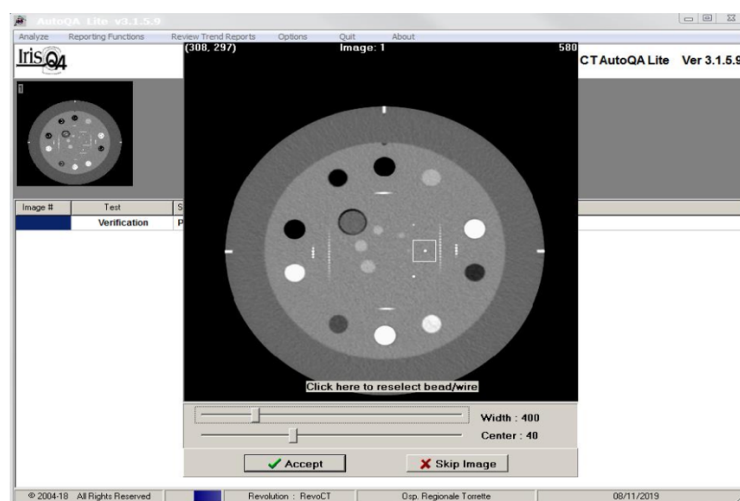 AutoQA Lite v3.1.5.9
Analyze Reporting Functions Review Trend Reports Options Quit About
(308, 297) Image: 1 580
Iris QA
CT AutoQA Lite Ver 3.1.5.9
1
Image # Test S
Verification P
Click here to reselect bead/wire
Width : 400
Center : 40
Accept Skip Image
© 2004-18 All Rights Reserved Revolution : RevoCT Osp. Regionale Torrette 08/11/2019